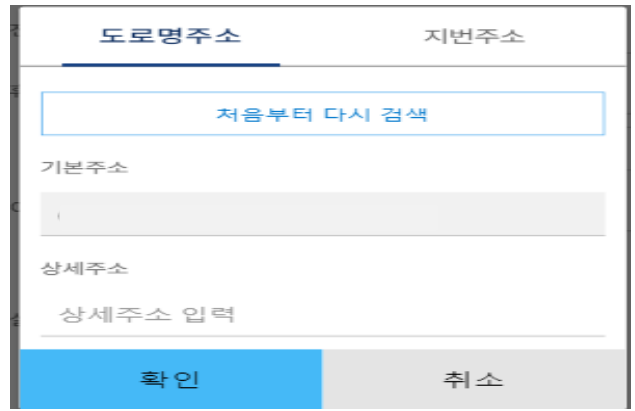 도로명주소 지번주소
처음부터 다시 검색
기본주소
상세주소
상세주소 입력
확인 취소